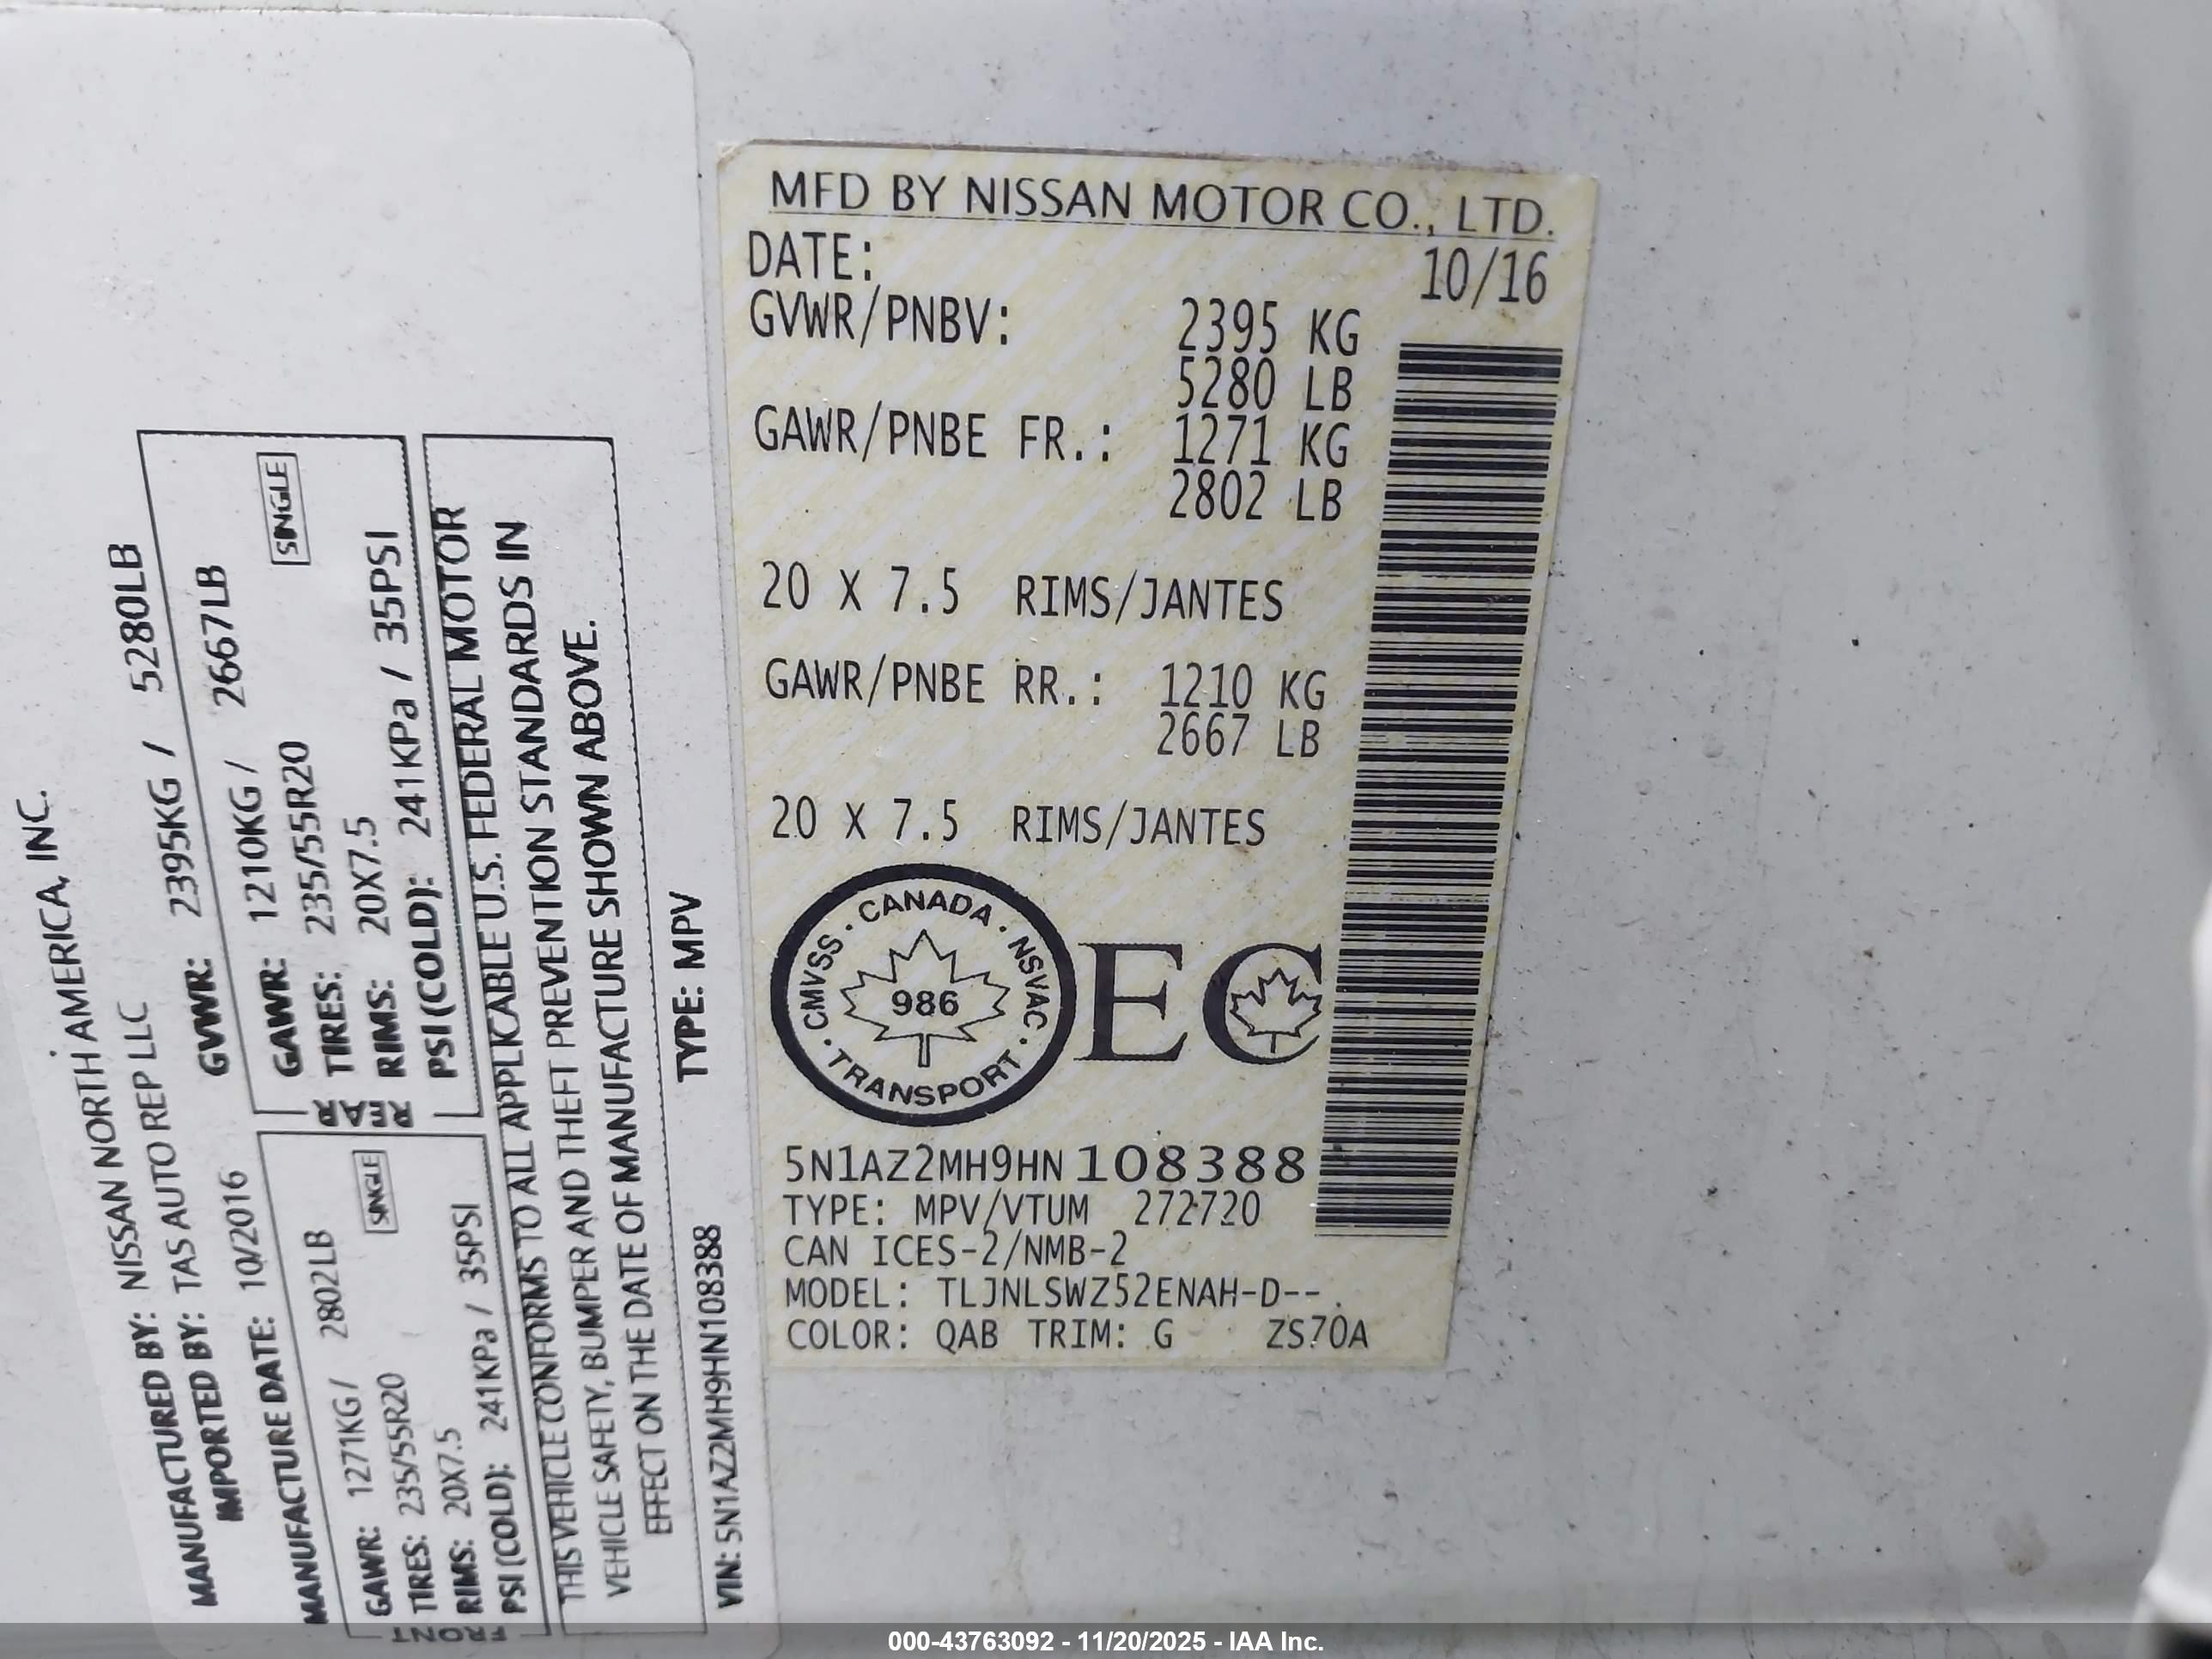 MANUFACTURED BY: NISSAN NORTH AMERICA, INC.
IMPORTED BY: TAS AUTO REP LLC
MANUFACTURE DATE: 10/2016 GVWR: 2395KG / 5280LB
FRONT
GAWR: 1271KG / 2802LB
TIRES: 235/55R20 SINGLE
RIMS: 20X7.5
PSI (COLD): 241KPa / 35PSI
REAR
GAWR: 1210KG / 2667LB
TIRES: 235/55R20 SINGLE
RIMS: 20X7.5
PSI (COLD): 241KPa / 35PSI
THIS VEHICLE CONFORMS TO ALL APPLICABLE U.S. FEDERAL MOTOR
VEHICLE SAFETY, BUMPER AND THEFT PREVENTION STANDARDS IN
EFFECT ON THE DATE OF MANUFACTURE SHOWN ABOVE.
VIN: 5N1AZ2MH9HN108388 TYPE: MPV
MFD BY NISSAN MOTOR CO., LTD.
DATE: 10/16
GVWR/PNBV: 2395 KG
5280 LB
GAWR/PNBE FR.: 1271 KG
2802 LB
20 X 7.5 RIMS/JANTES
GAWR/PNBE RR.: 1210 KG
2667 LB
20 X 7.5 RIMS/JANTES
CMVSS · CANADA · NSVAC · TRANSPORT ·
986
EC
5N1AZ2MH9HN108388
TYPE: MPV/VTUM 272720
CAN ICES-2/NMB-2
MODEL: TLJNLSWZ52ENAH-D--
COLOR: QAB TRIM: G ZS70A
000-43763092 - 11/20/2025 - IAA Inc.